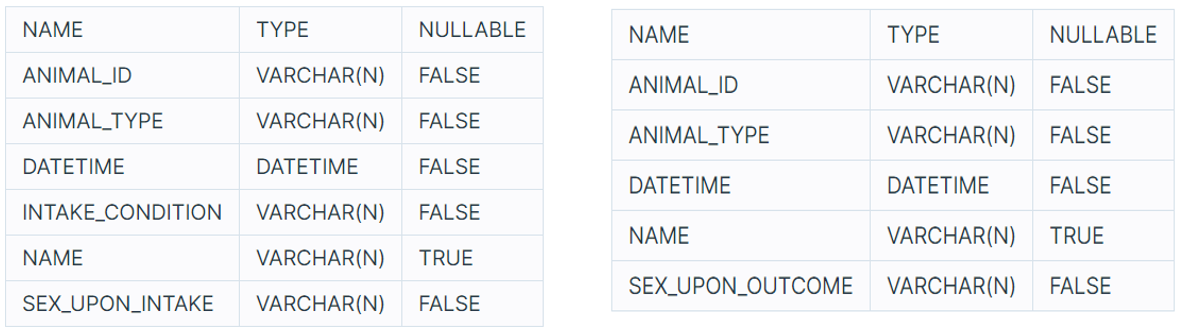 NAME TYPE NULLABLE
ANIMAL_ID VARCHAR(N) FALSE
ANIMAL_TYPE VARCHAR(N) FALSE
DATETIME DATETIME FALSE
INTAKE_CONDITION VARCHAR(N) FALSE
NAME VARCHAR(N) TRUE
SEX_UPON_INTAKE VARCHAR(N) FALSE
NAME TYPE NULLABLE
ANIMAL_ID VARCHAR(N) FALSE
ANIMAL_TYPE VARCHAR(N) FALSE
DATETIME DATETIME FALSE
NAME VARCHAR(N) TRUE
SEX_UPON_OUTCOME VARCHAR(N) FALSE